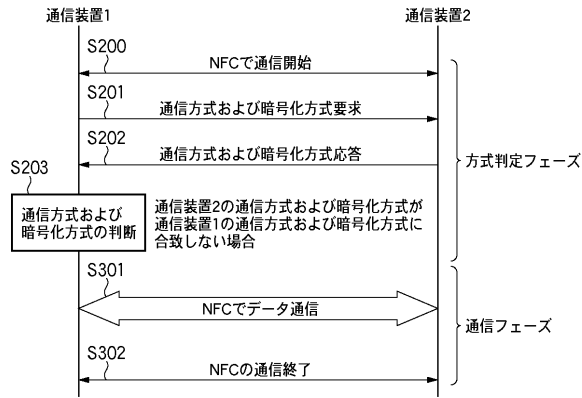 通信装置1
通信装置2
S200
NFCで通信開始
S201
通信方式および暗号化方式要求
S202
通信方式および暗号化方式応答
方式判定フェーズ
S203
通信方式および
暗号化方式の判断
通信装置2の通信方式および暗号化方式が
通信装置1の通信方式および暗号化方式に
合致しない場合
S301
NFCでデータ通信
通信フェーズ
S302
NFCの通信終了